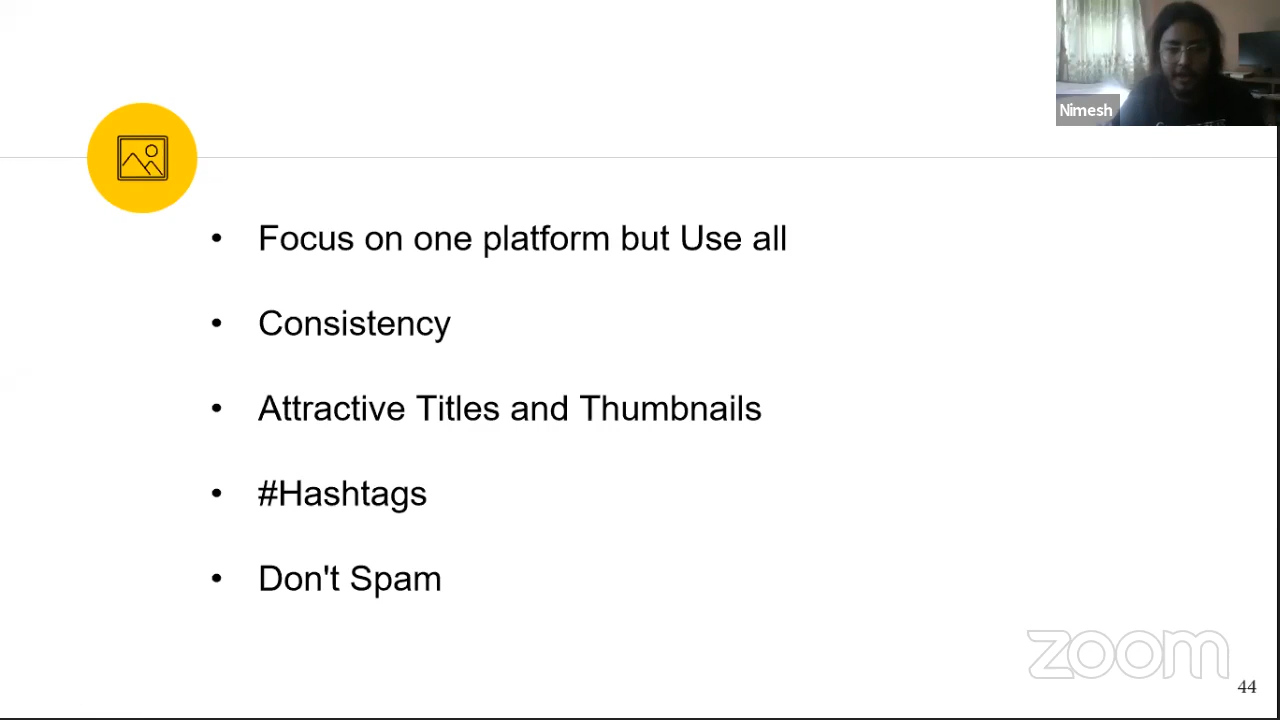 Nimesh
• Focus on one platform but Use all
• Consistency
• Attractive Titles and Thumbnails
• #Hashtags
• Don't Spam
zoom
44